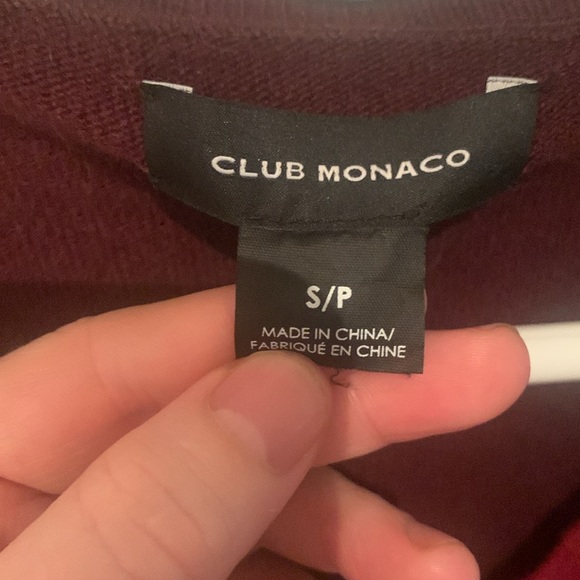 CLUB MONACO
S/P
MADE IN CHINA/
FABRIQUÉ EN CHINE